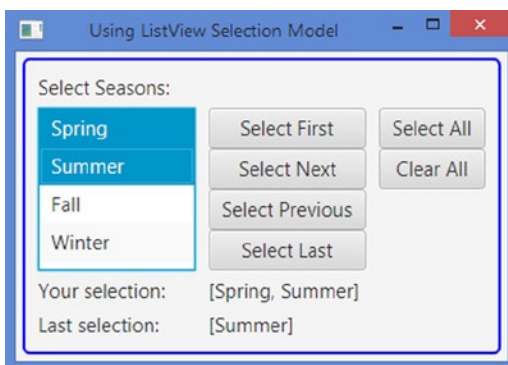 Using ListView Selection Model
Select Seasons:
Spring
Summer
Fall
Winter
Select First
Select Next
Select Previous
Select Last
Select All
Clear All
Your selection: [Spring, Summer]
Last selection: [Summer]